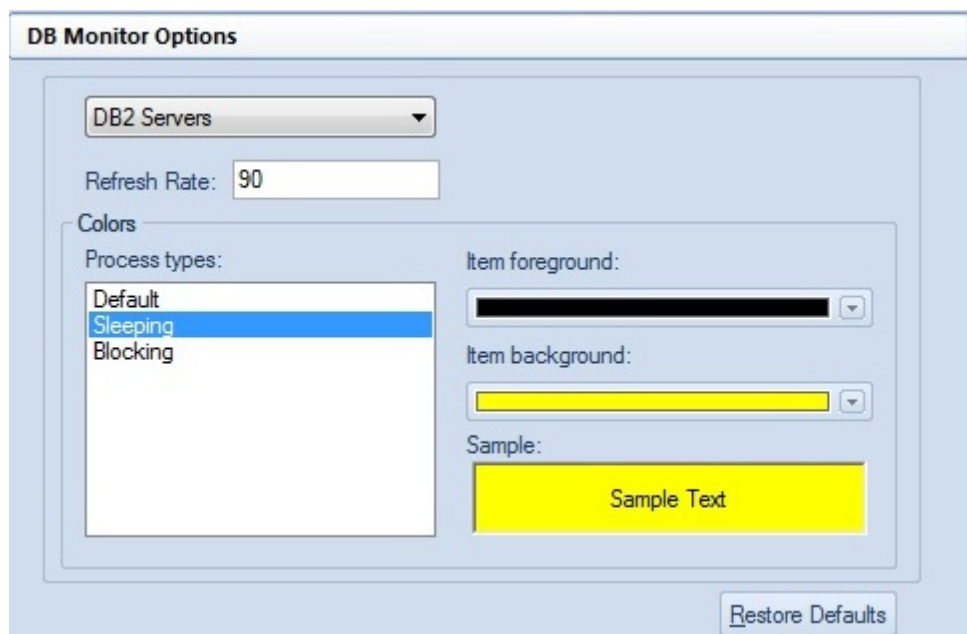 DB Monitor Options
DB2 Servers
Refresh Rate: 90
Colors
Process types:
Default
Sleeping
Blocking
Item foreground:
Item background:
Sample:
Sample Text
Restore Defaults